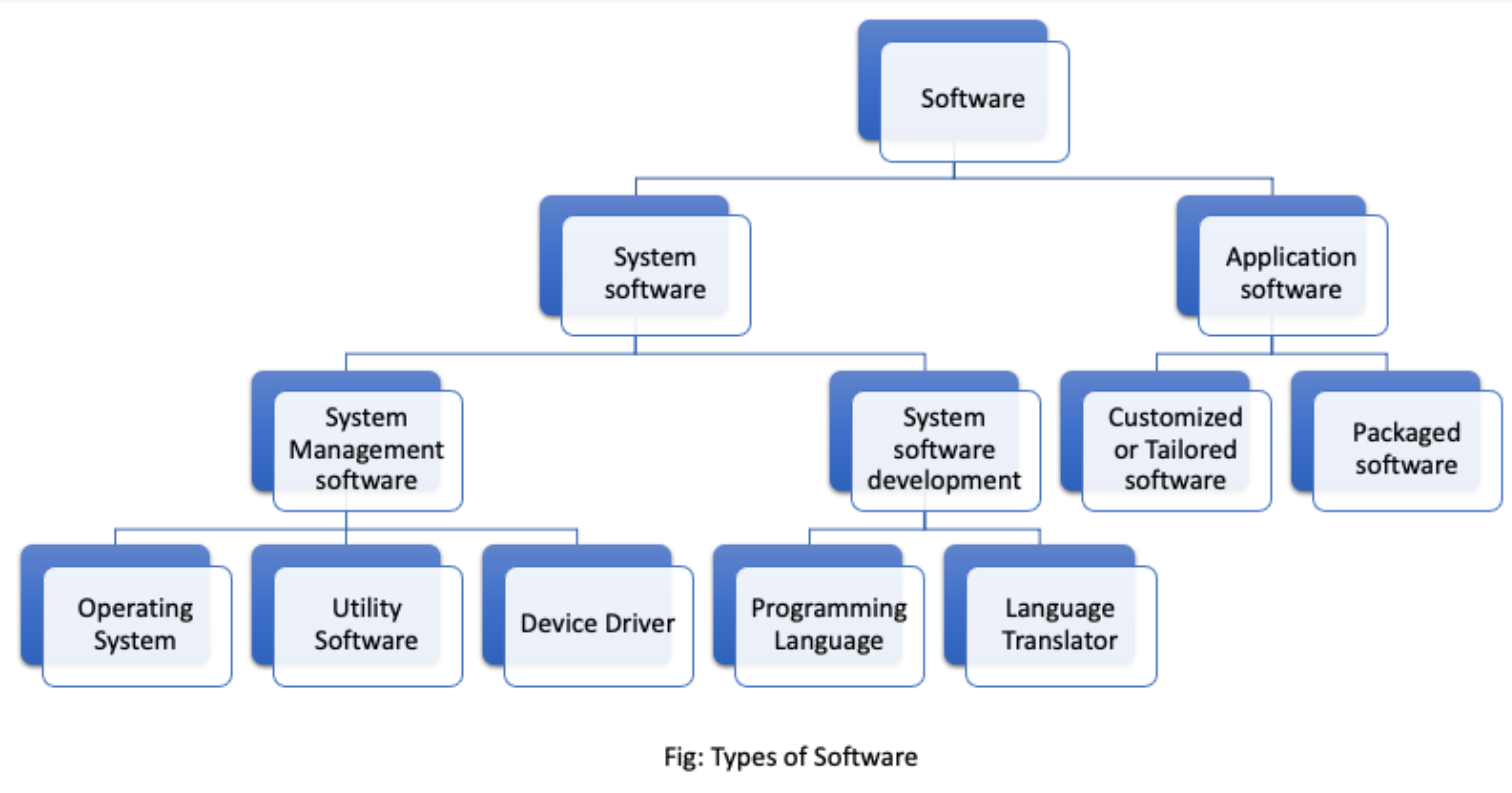 Software
System
software
Application
software
System
Management
software
System
software
development
Customized
or Tailored
software
Packaged
software
Operating
System
Utility
Software
Device Driver
Programming
Language
Language
Translator
Fig: Types of Software